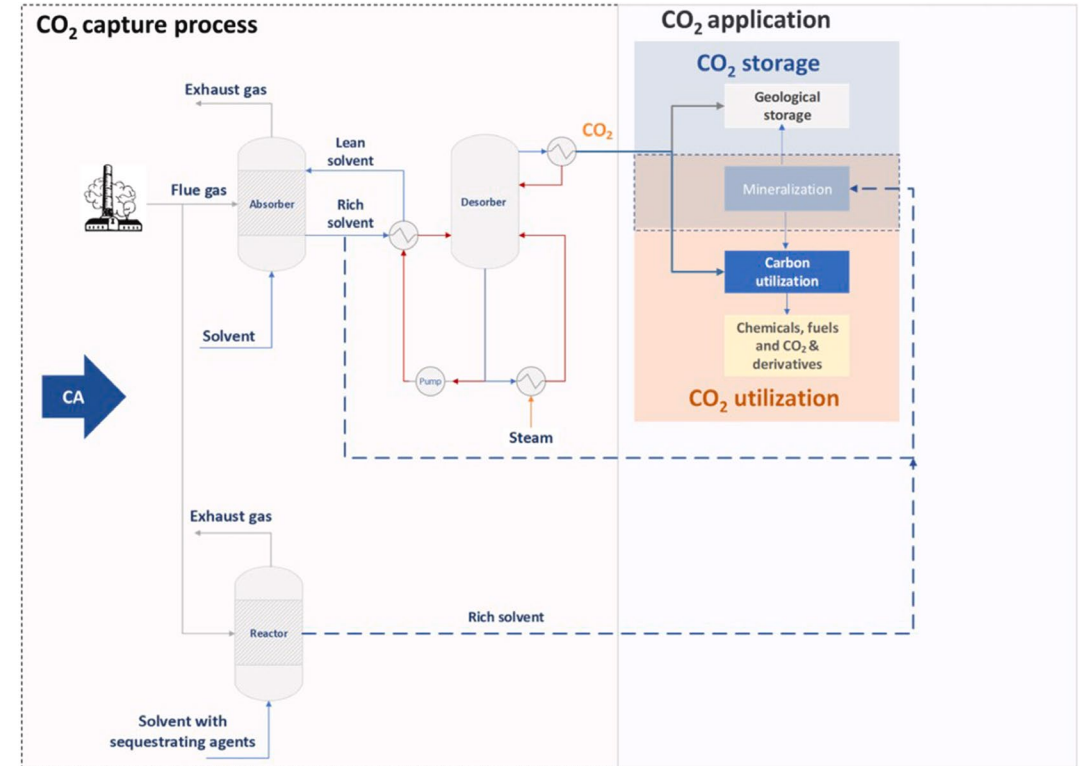 CO₂ capture process
CO₂ application
CO₂ storage
Geological
storage
Mineralization
Carbon
utilization
Chemicals, fuels
and CO₂ &
derivatives
CO₂ utilization
Exhaust gas
Flue gas
Absorber
Lean
solvent
Rich
solvent
Desorber
CO₂
Solvent
Pump
Steam
CA
Exhaust gas
Reactor
Rich solvent
Solvent with
sequestrating agents